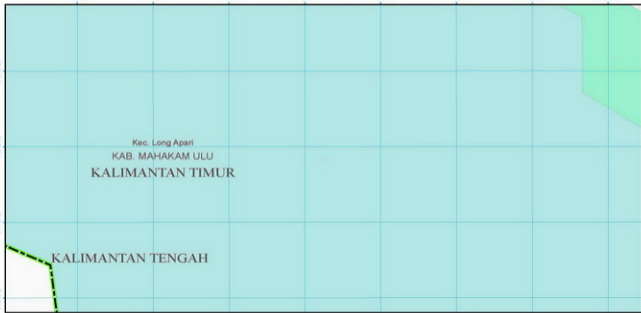 Kec. Long Apari
KAB. MAHAKAM ULU
KALIMANTAN TIMUR
KALIMANTAN TENGAH